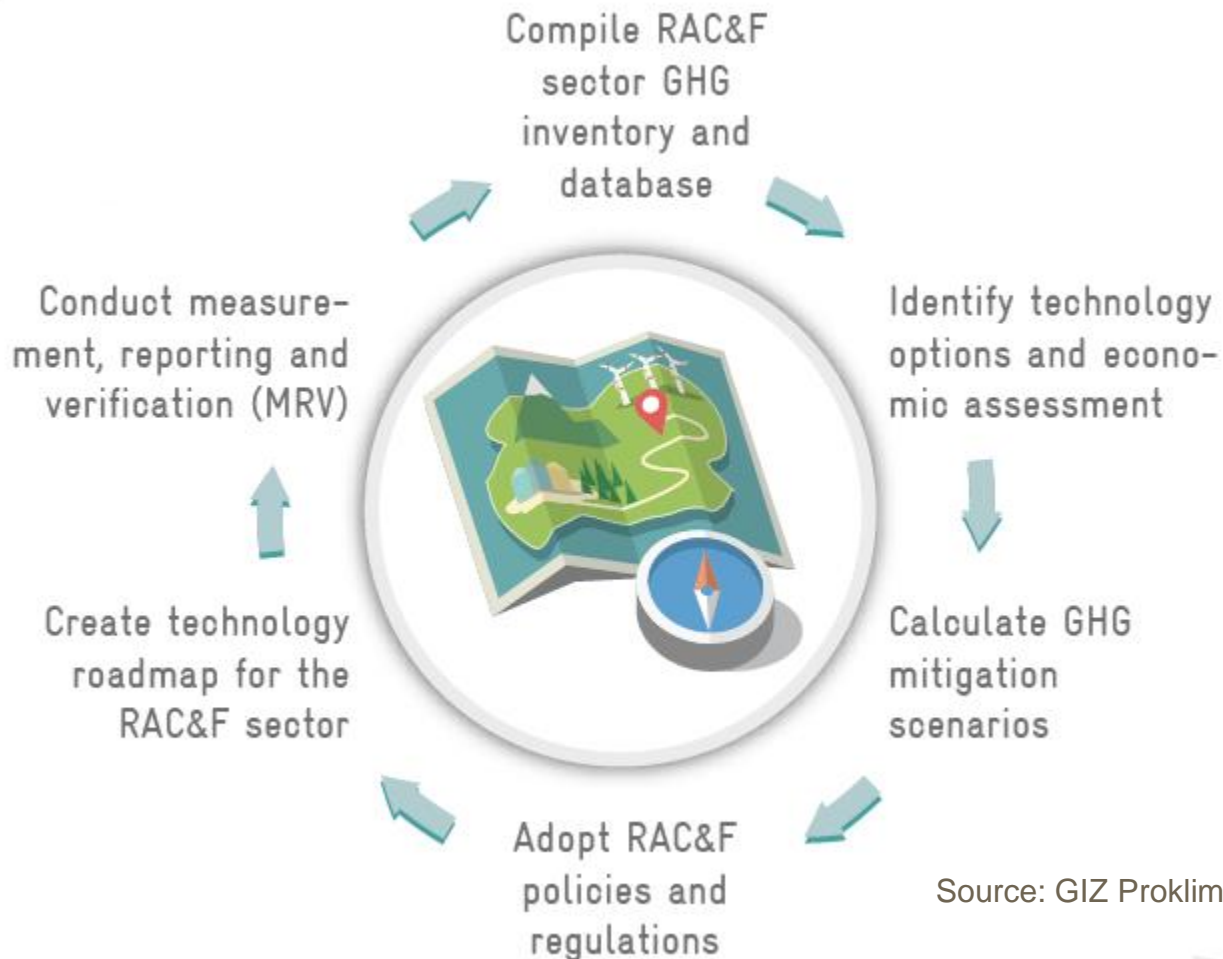 Compile RAC&F
sector GHG
inventory and
database
Identify technology
options and econo-
mic assessment
Calculate GHG
mitigation
scenarios
Adopt RAC&F
policies and
regulations
Create technology
roadmap for the
RAC&F sector
Conduct measure-
ment, reporting and
verification (MRV)
Source: GIZ Proklim